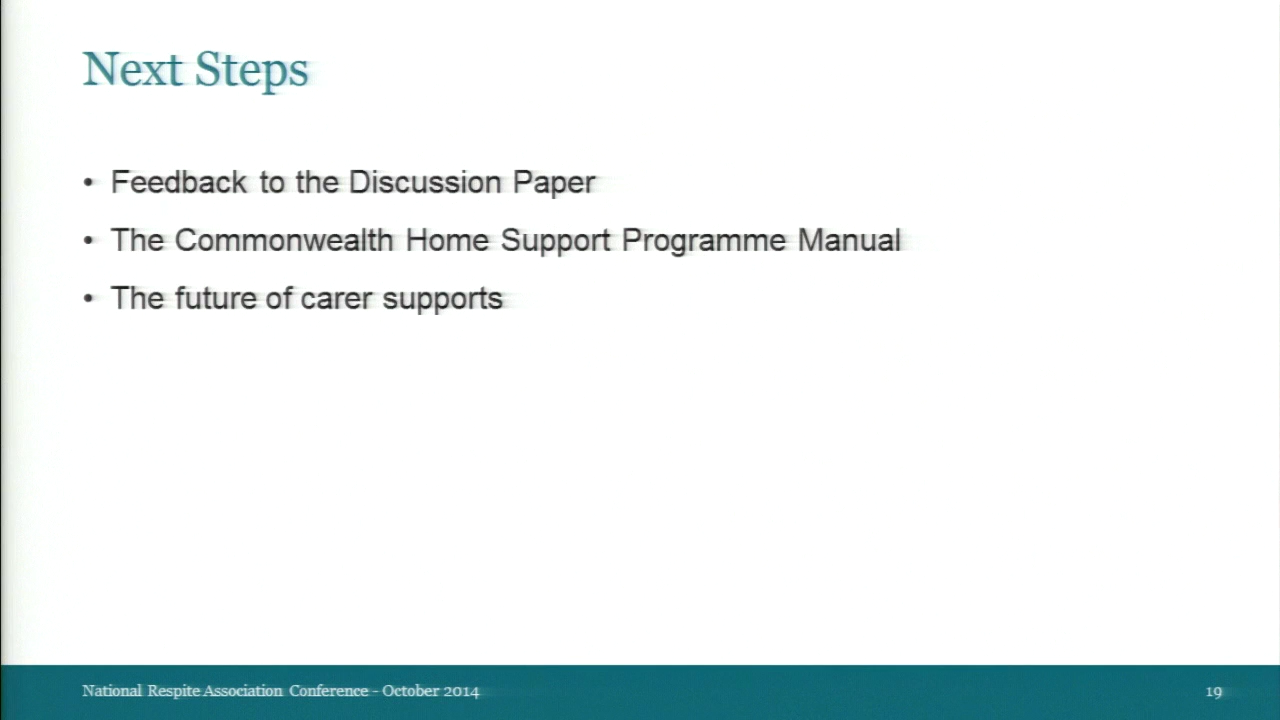 Next Steps
• Feedback to the Discussion Paper
• The Commonwealth Home Support Programme Manual
• The future of carer supports
National Respite Association Conference - October 2014
19